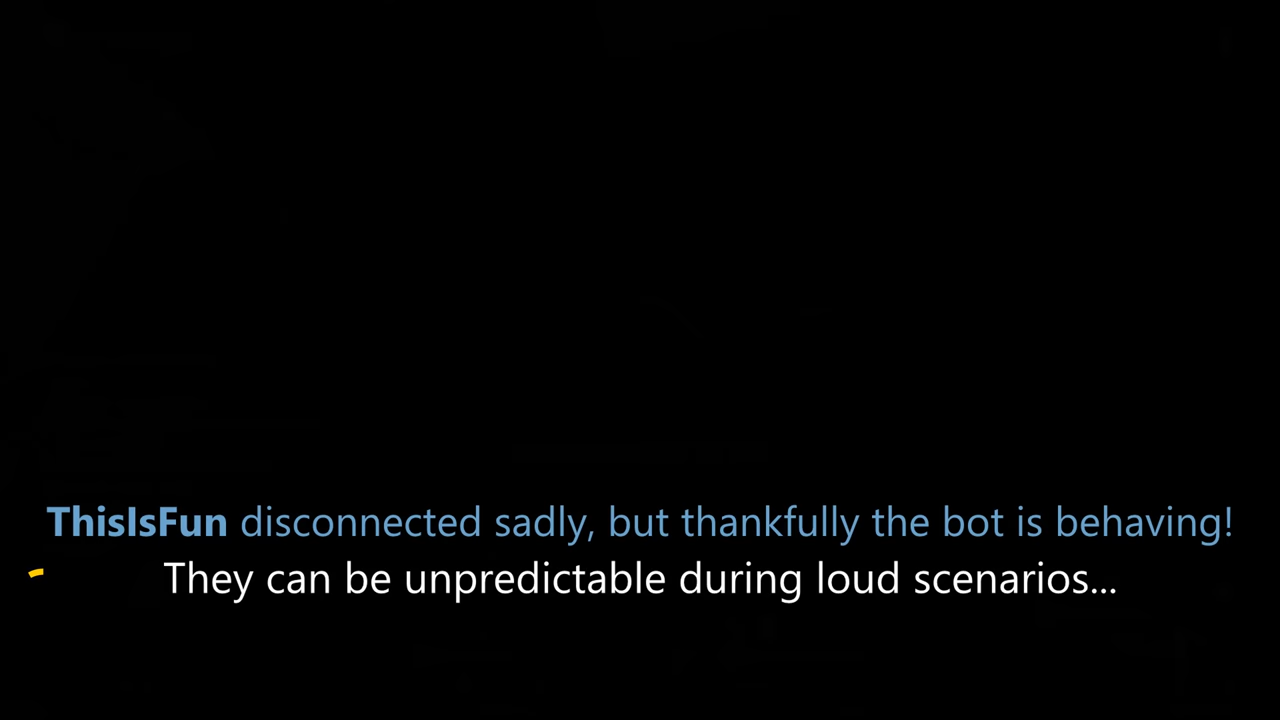 ThisIsFun disconnected sadly, but thankfully the bot is behaving!
They can be unpredictable during loud scenarios...